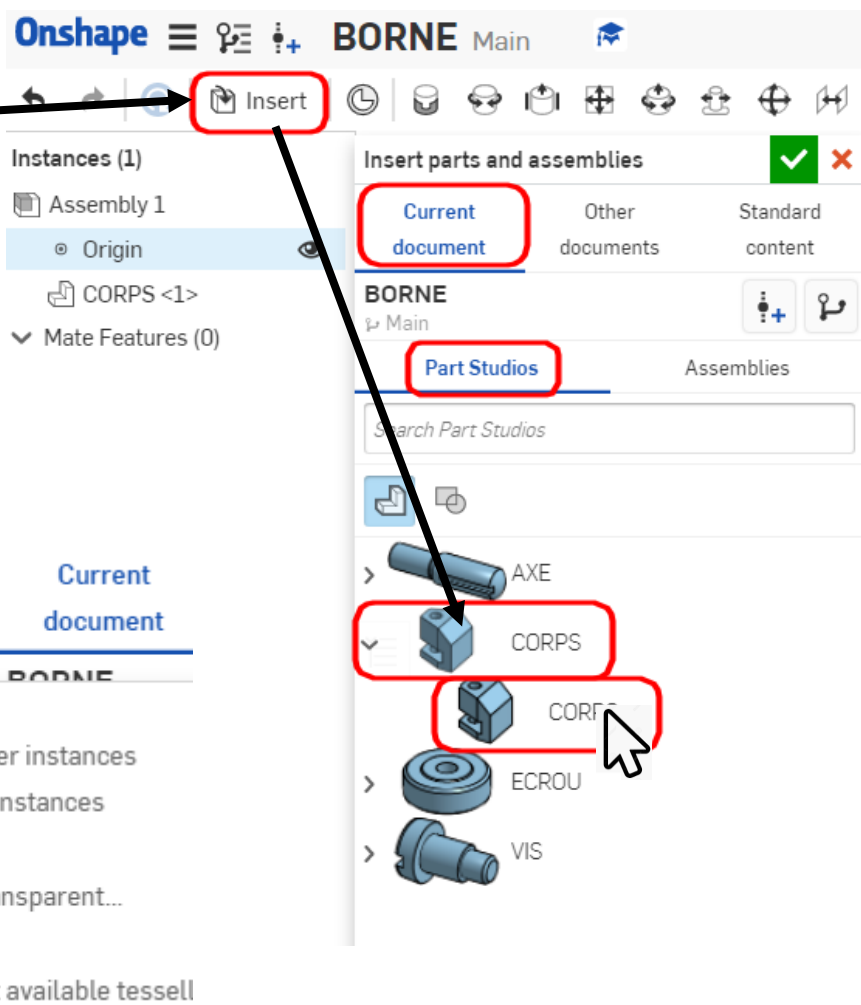 Onshape BORNE Main
Insert
Instances (1)
Assembly 1
Origin
CORPS <1>
Mate Features (0)
Insert parts and assemblies
Current document
Other documents
Standard content
BORNE
Main
Part Studios
Assemblies
Search Part Studios
AXE
CORPS
ECROU
VIS
Current
document
BORNE
er instances
nstances
nsparent...
available tessell